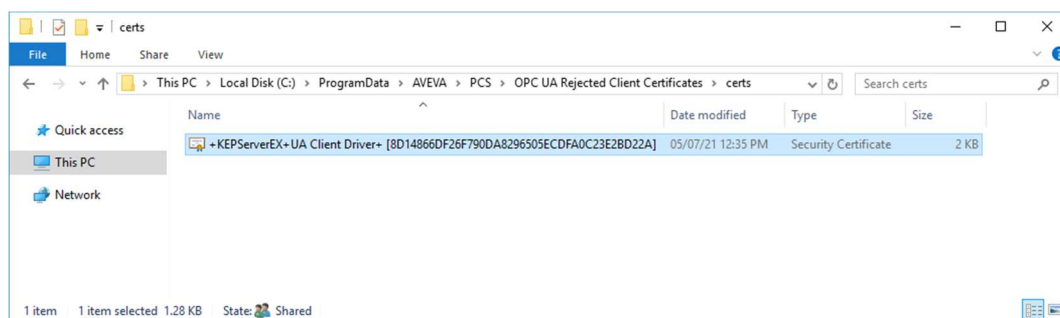 certs
File Home Share View
This PC > Local Disk (C:) > ProgramData > AVEVA > PCS > OPC UA Rejected Client Certificates > certs
Search certs
Name Date modified Type Size
Quick access
+KEPServerEX+UA Client Driver+ [8D14866DF26F790DA8296505ECDFA0C23E2BD22A] 05/07/21 12:35 PM Security Certificate 2 KB
This PC
Network
1 item 1 item selected 1.28 KB State: Shared